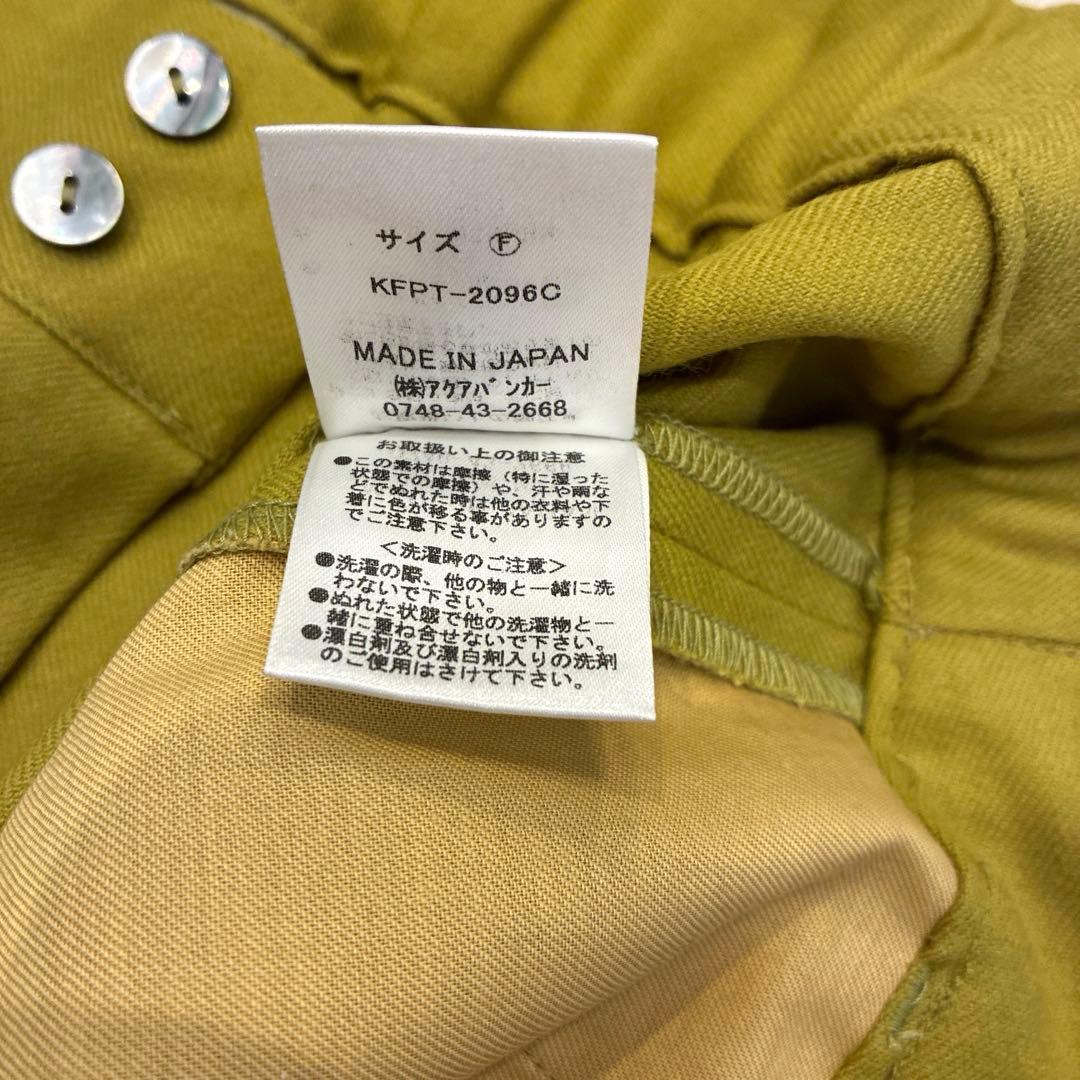 サイズ Ⓕ
KFPT-2096C
MADE IN JAPAN
㈱アクアバンカー
0748-43-2668
お取扱い上の御注意
●この素材は摩擦（特に湿った
状態での摩擦）や、汗や雨な
どでぬれた時は他の衣料や下
着に色が移る事がありますの
でご注意下さい。
＜洗濯時のご注意＞
●洗濯の際、他の物と一緒に洗
わないで下さい。
●ぬれた状態で他の洗濯物と一
緒に重ね合せないで下さい。
●漂白剤及び漂白剤入りの洗剤
のご使用はさけて下さい。